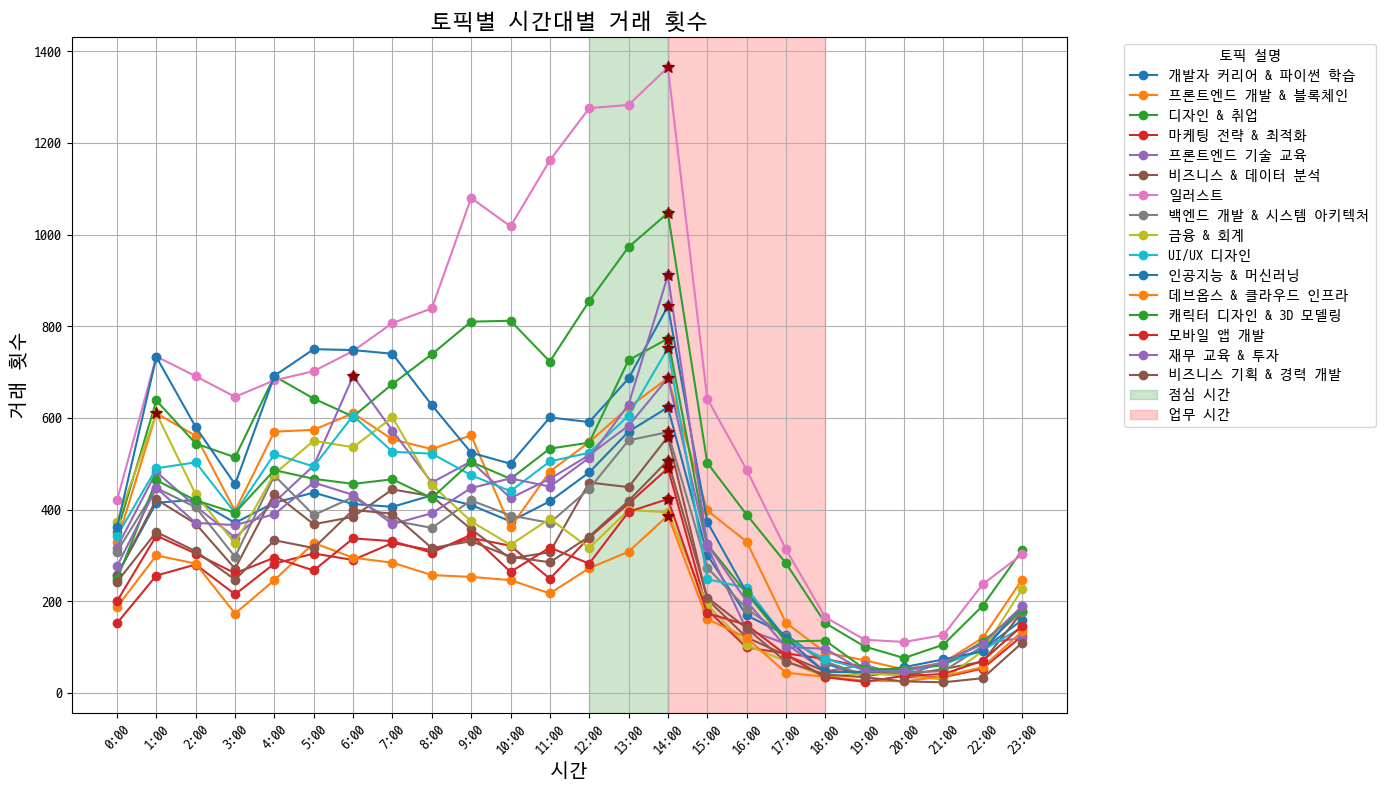 토픽별 시간대별 거래 횟수
거래 횟수
1400
1200
1000
800
600
400
200
0
0:00
1:00
2:00
3:00
4:00
5:00
6:00
7:00
8:00
9:00
10:00
11:00
12:00
13:00
14:00
15:00
16:00
17:00
18:00
19:00
20:00
21:00
22:00
23:00
시간
토픽 설명
개발자 커리어 & 파이썬 학습
프론트엔드 개발 & 블록체인
디자인 & 취업
마케팅 전략 & 최적화
프론트엔드 기술 교육
비즈니스 & 데이터 분석
일러스트
백엔드 개발 & 시스템 아키텍처
금융 & 회계
UI/UX 디자인
인공지능 & 머신러닝
데브옵스 & 클라우드 인프라
캐릭터 디자인 & 3D 모델링
모바일 앱 개발
재무 교육 & 투자
비즈니스 기획 & 경력 개발
점심 시간
업무 시간